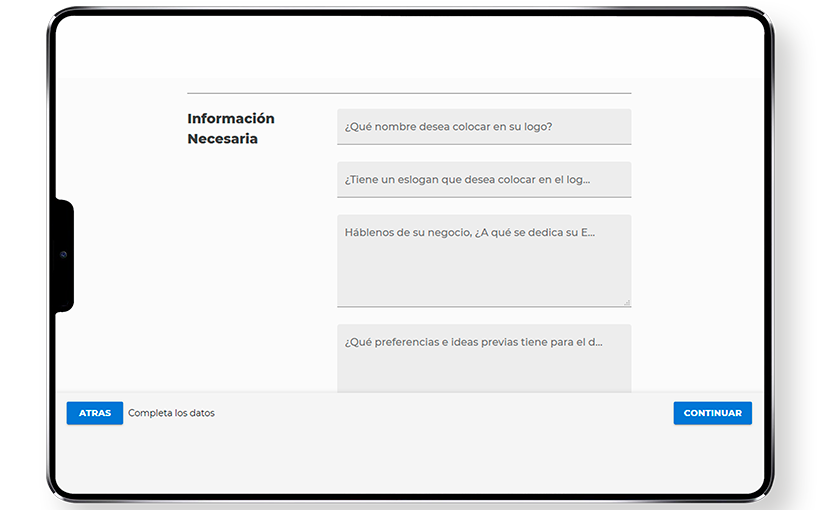 Información
Necesaria
¿Qué nombre desea colocar en su logo?
¿Tiene un eslogan que desea colocar en el log...
Háblenos de su negocio, ¿A qué se dedica su E...
¿Qué preferencias e ideas previas tiene para el d...
ATRAS
Completa los datos
CONTINUAR